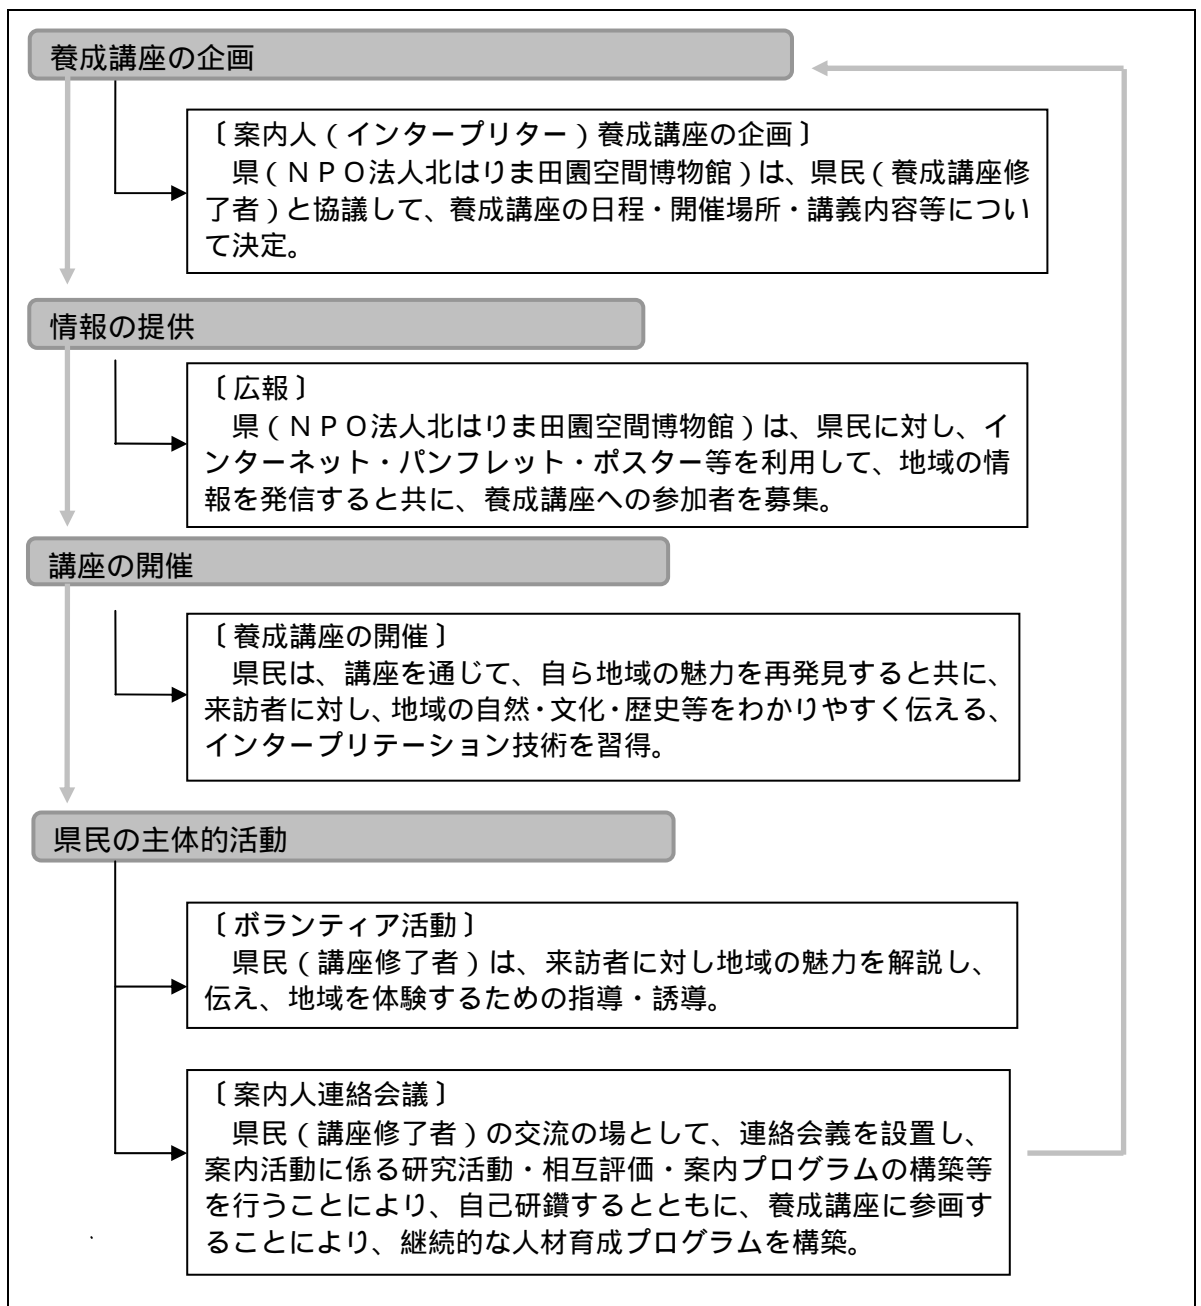 養成講座の企画
〔案内人（インタープリター）養成講座の企画〕
県（ＮＰＯ法人北はりま田園空間博物館）は、県民（養成講座修
了者）と協議して、養成講座の日程・開催場所・講義内容等につい
て決定。
情報の提供
〔広報〕
県（ＮＰＯ法人北はりま田園空間博物館）は、県民に対し、イ
ンターネット・パンフレット・ポスター等を利用して、地域の情
報を発信すると共に、養成講座への参加者を募集。
講座の開催
〔養成講座の開催〕
県民は、講座を通じて、自ら地域の魅力を再発見すると共に、
来訪者に対し、地域の自然・文化・歴史等をわかりやすく伝える、
インタープリテーション技術を習得。
県民の主体的活動
〔ボランティア活動〕
県民（講座修了者）は、来訪者に対し地域の魅力を解説し、
伝え、地域を体験するための指導・誘導。
〔案内人連絡会議〕
県民（講座修了者）の交流の場として、連絡会義を設置し、
案内活動に係る研究活動・相互評価・案内プログラムの構築等
を行うことにより、自己研鑽するとともに、養成講座に参画す
ることにより、継続的な人材育成プログラムを構築。